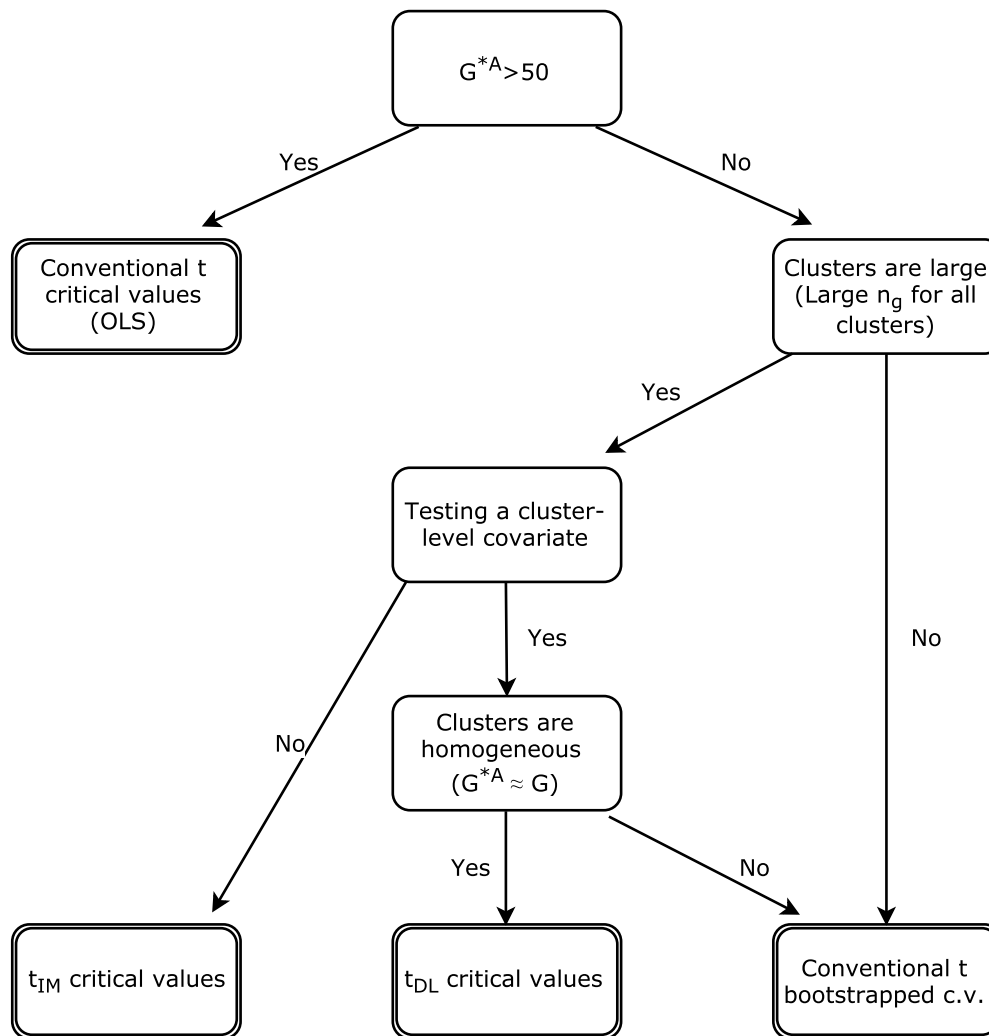 G*A>50
Yes
No
Conventional t
critical values
(OLS)
Clusters are large
(Large ng for all
clusters)
Yes
No
Testing a cluster-
level covariate
No
Yes
Clusters are
homogeneous
(G*A ≈ G)
Yes
No
tIM critical values
tDL critical values
Conventional t
bootstrapped c.v.